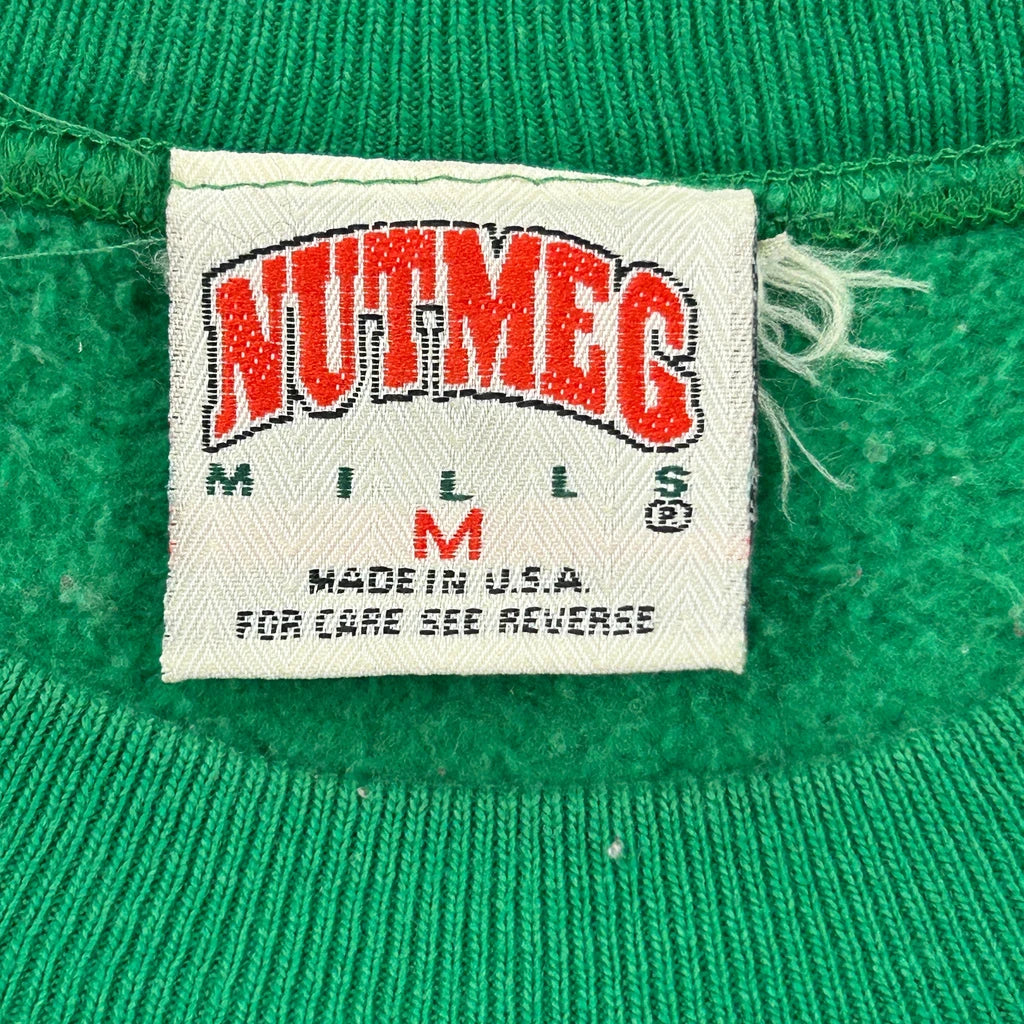 NUTMEG
MILLS
®
M
MADE IN U.S.A.
FOR CARE SEE REVERSE